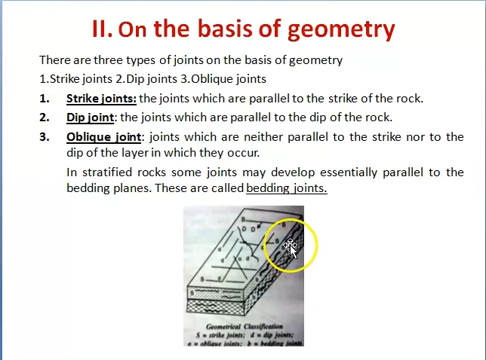 II. On the basis of geometry
There are three types of joints on the basis of geometry
1.Strike joints 2.Dip joints 3.Oblique joints
1. Strike joints: the joints which are parallel to the strike of the rock.
2. Dip joint: the joints which are parallel to the dip of the rock.
3. Oblique joint: joints which are neither parallel to the strike nor to the
dip of the layer in which they occur.
In stratified rocks some joints may develop essentially parallel to the
bedding planes. These are called bedding joints.
S
D D
S
S
Geometrical Classification
S = strike joints; d = dip joints;
o = oblique joints; b = bedding joints